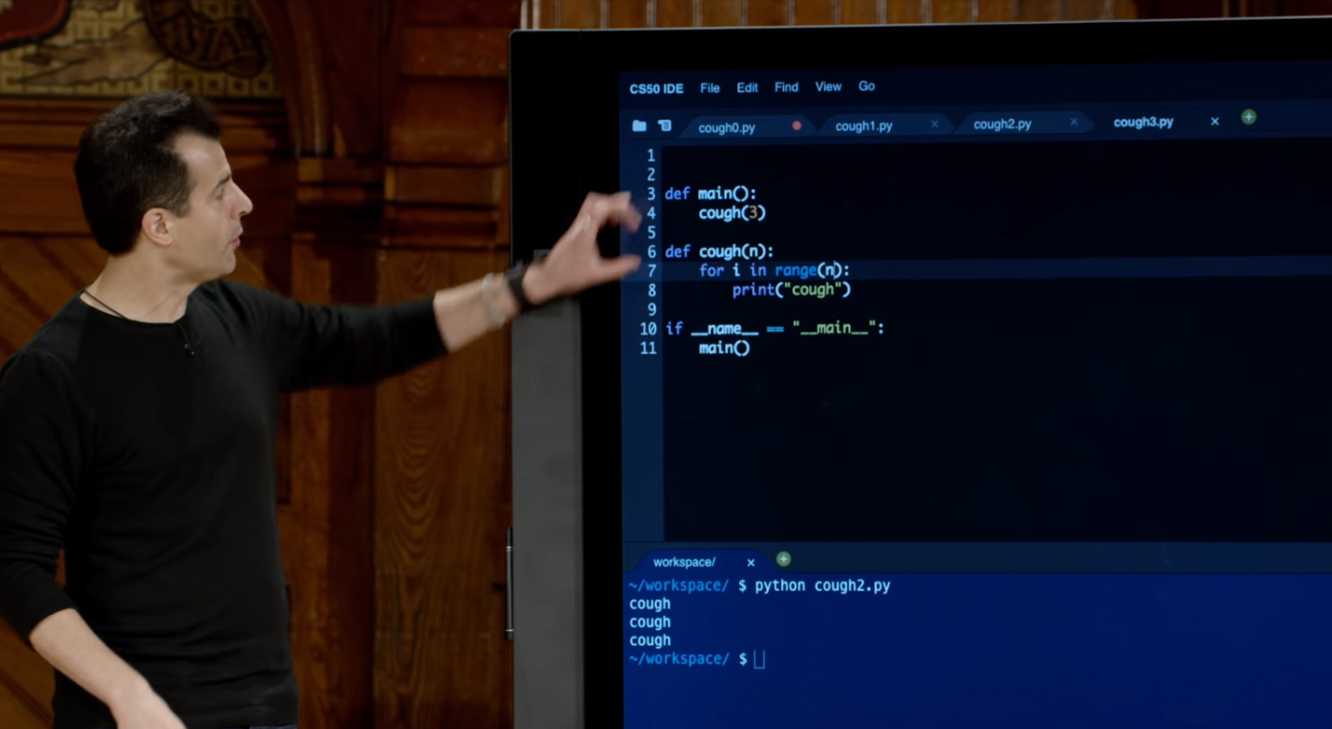 CS50 IDE File Edit Find View Go
cough0.py cough1.py × cough2.py × cough3.py ×
1
2
3 def main():
4     cough(3)
5
6 def cough(n):
7     for i in range(n):
8         print("cough")
9
10 if __name__ == "__main__":
11     main()
workspace/ ×
~/workspace/ $ python cough2.py
cough
cough
cough
~/workspace/ $